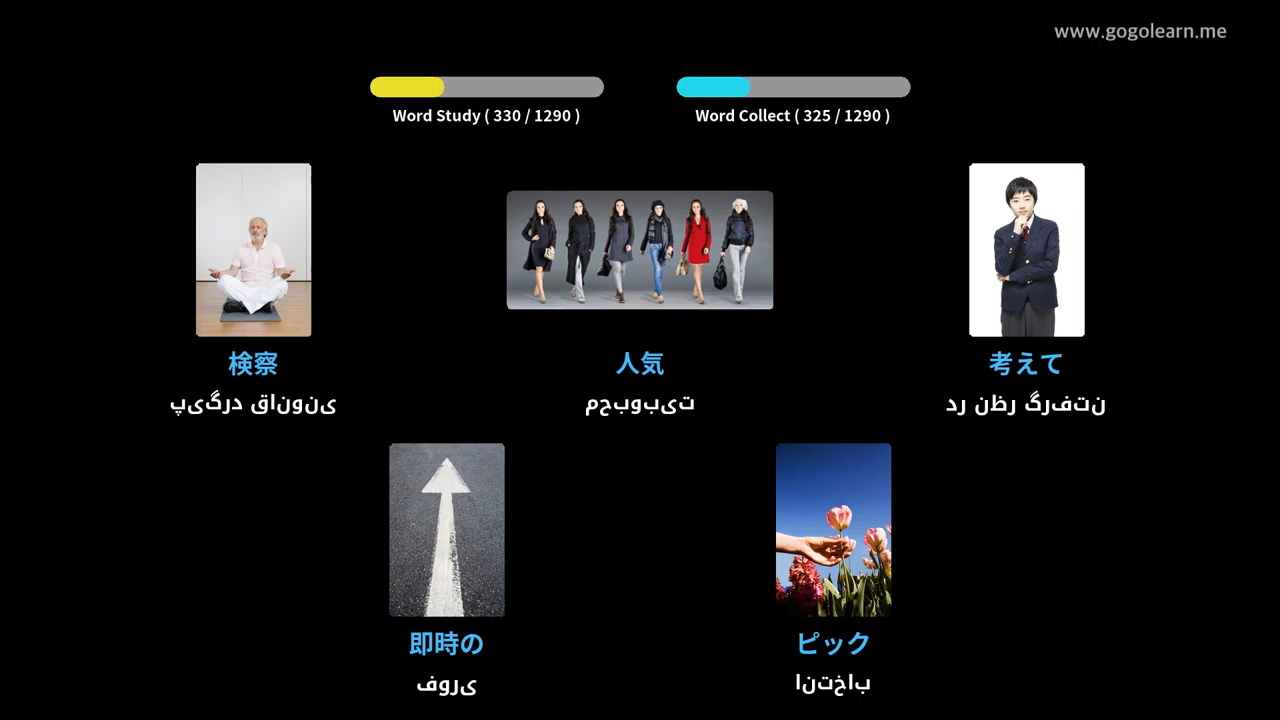 www.gogolearn.me
Word Study ( 330 / 1290 )
Word Collect ( 325 / 1290 )
検察
پیگرد قانونی
人気
محبوبیت
考えて
در نظر گرفتن
即時の
فوری
ピック
انتخاب